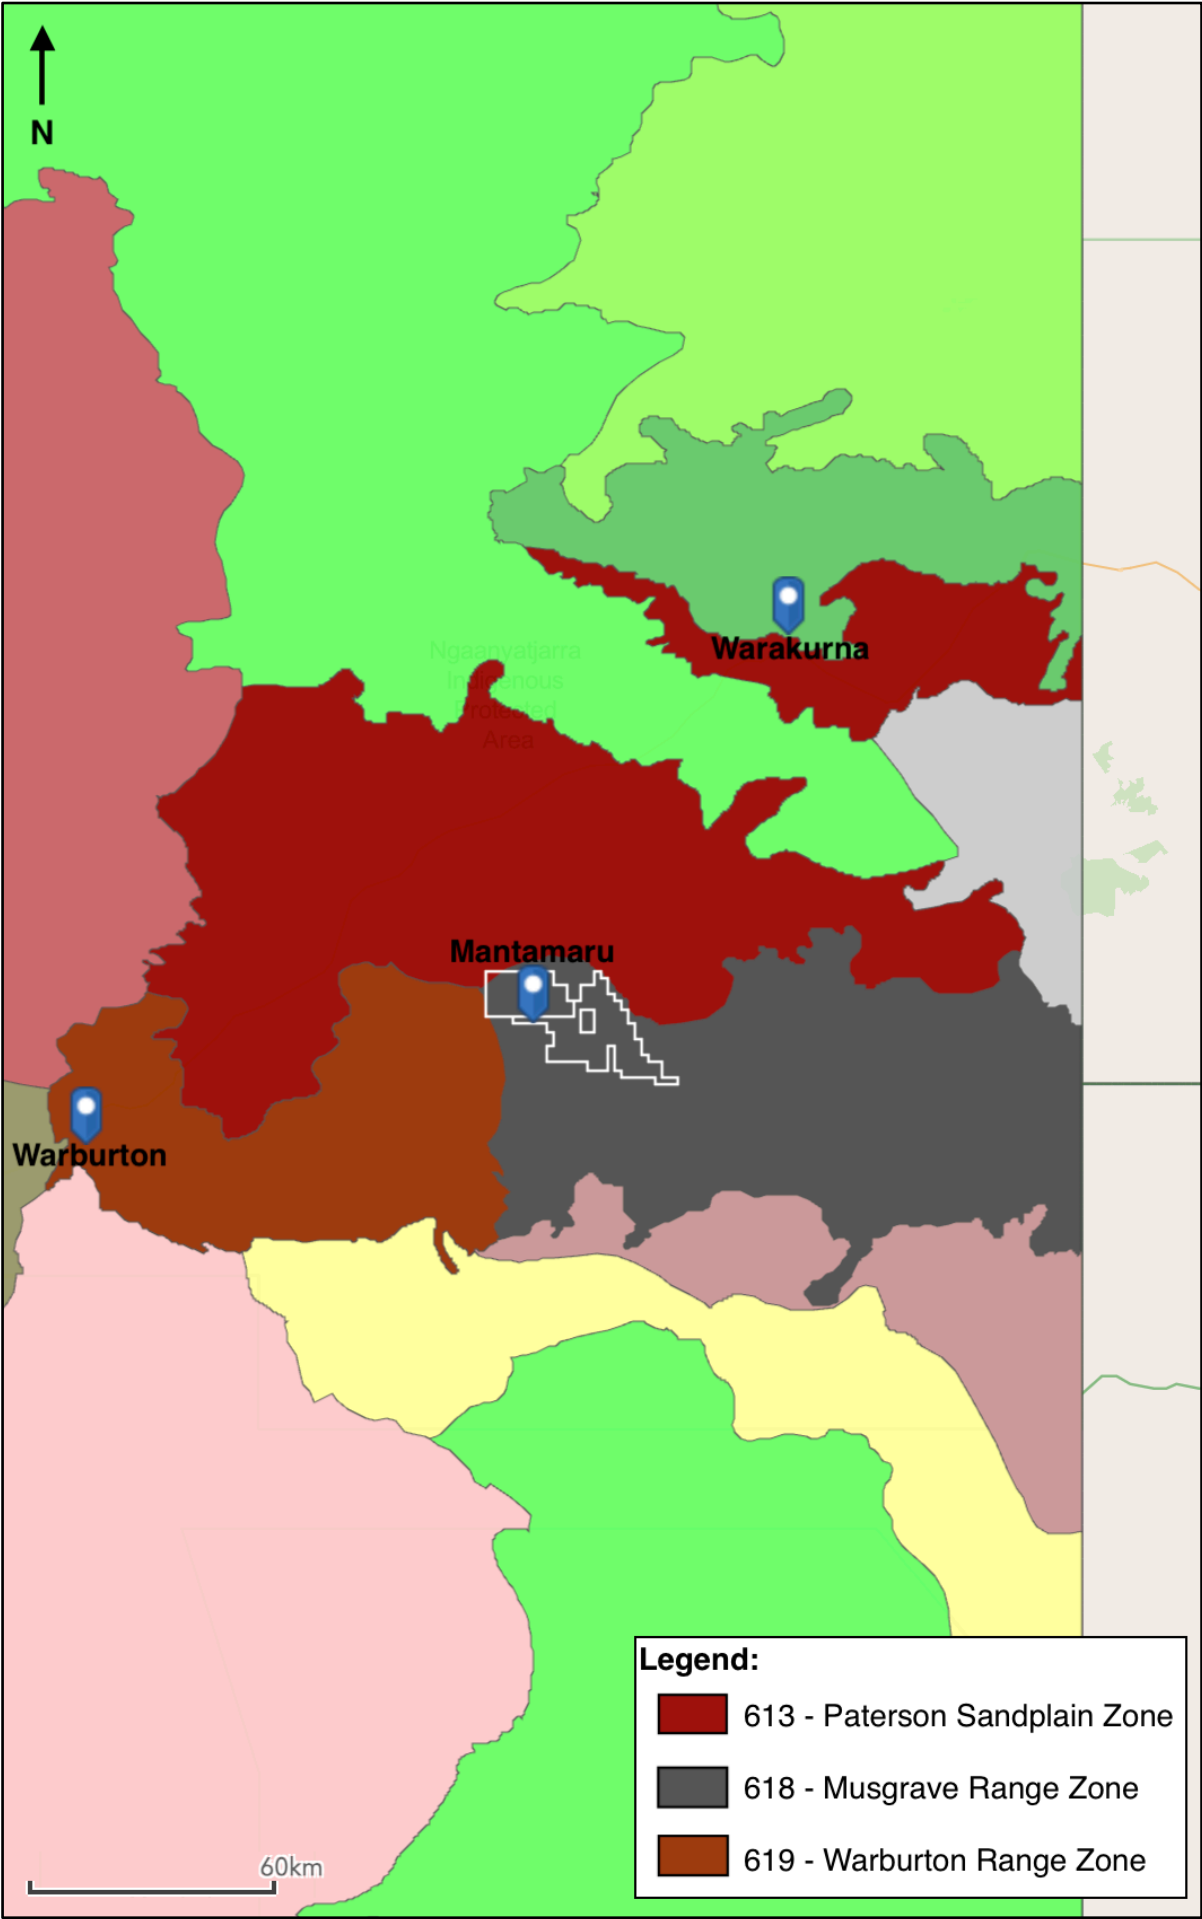 N
Ngaanyatjarra
Indigenous
Protected
Area
Warakurna
Mantamaru
Warburton
Legend:
613 - Paterson Sandplain Zone
618 - Musgrave Range Zone
619 - Warburton Range Zone
60km